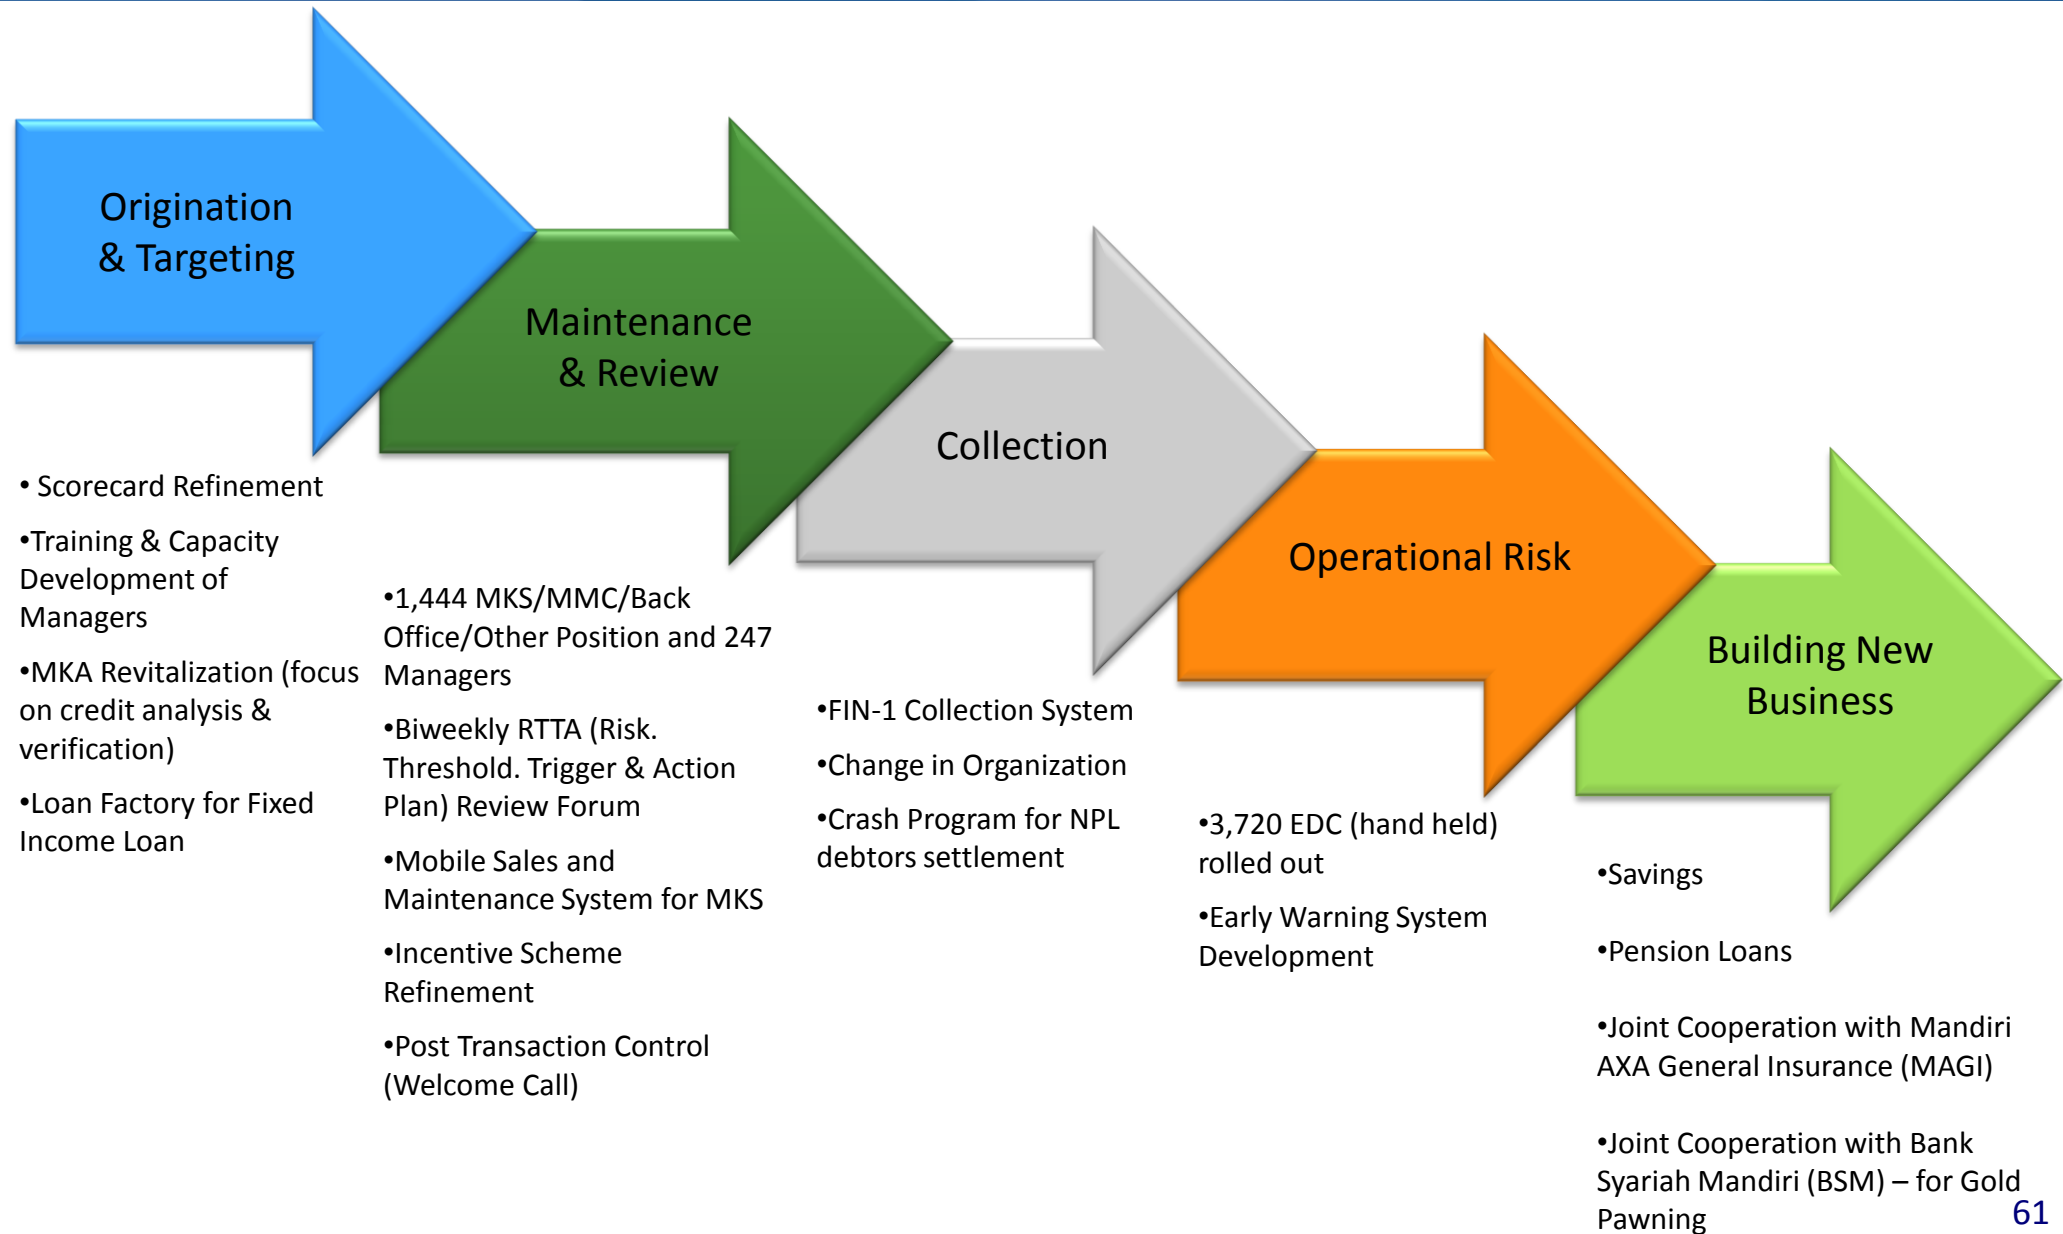 Origination
& Targeting
Maintenance
& Review
Collection
Operational Risk
Building New
Business
• Scorecard Refinement
•Training & Capacity
Development of
Managers
•MKA Revitalization (focus
on credit analysis &
verification)
•Loan Factory for Fixed
Income Loan
•1,444 MKS/MMC/Back
Office/Other Position and 247
Managers
•Biweekly RTTA (Risk.
Threshold. Trigger & Action
Plan) Review Forum
•Mobile Sales and
Maintenance System for MKS
•Incentive Scheme
Refinement
•Post Transaction Control
(Welcome Call)
•FIN-1 Collection System
•Change in Organization
•Crash Program for NPL
debtors settlement
•3,720 EDC (hand held)
rolled out
•Early Warning System
Development
•Savings
•Pension Loans
•Joint Cooperation with Mandiri
AXA General Insurance (MAGI)
•Joint Cooperation with Bank
Syariah Mandiri (BSM) – for Gold
Pawning
61